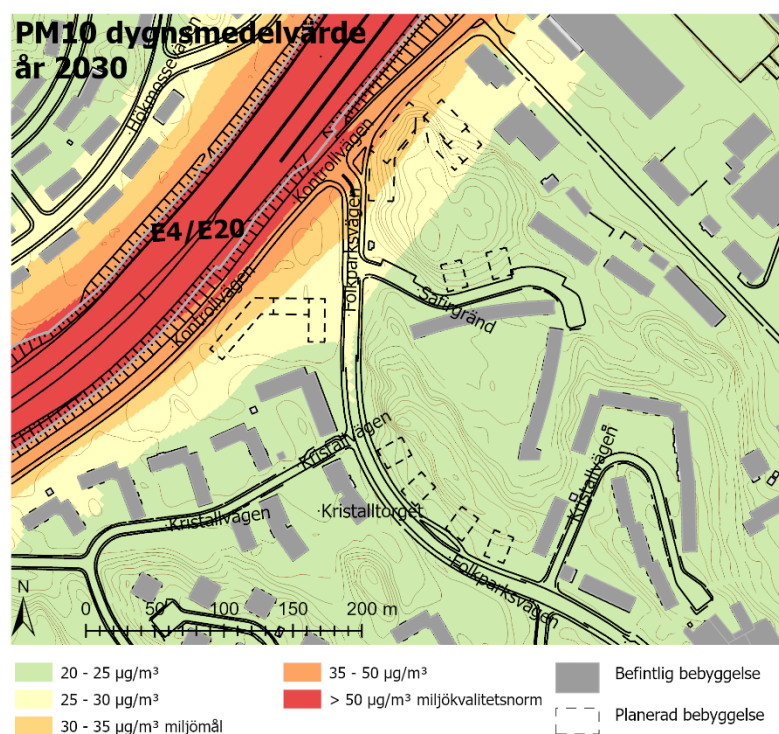 PM10 dygnsmedelvärde
år 2030
Hökmossevägen
Kontrollvägen
E4/E20
Folkparksvägen
Kontrollvägen
Safirgränd
Kristallvägen
Kristallvägen
Kristallvägen
Kristalltorget
Folkparksvägen
N
0 50 100 150 200 m
20 - 25 µg/m³
25 - 30 µg/m³
30 - 35 µg/m³ miljömål
35 - 50 µg/m³
> 50 µg/m³ miljökvalitetsnorm
Befintlig bebyggelse
Planerad bebyggelse